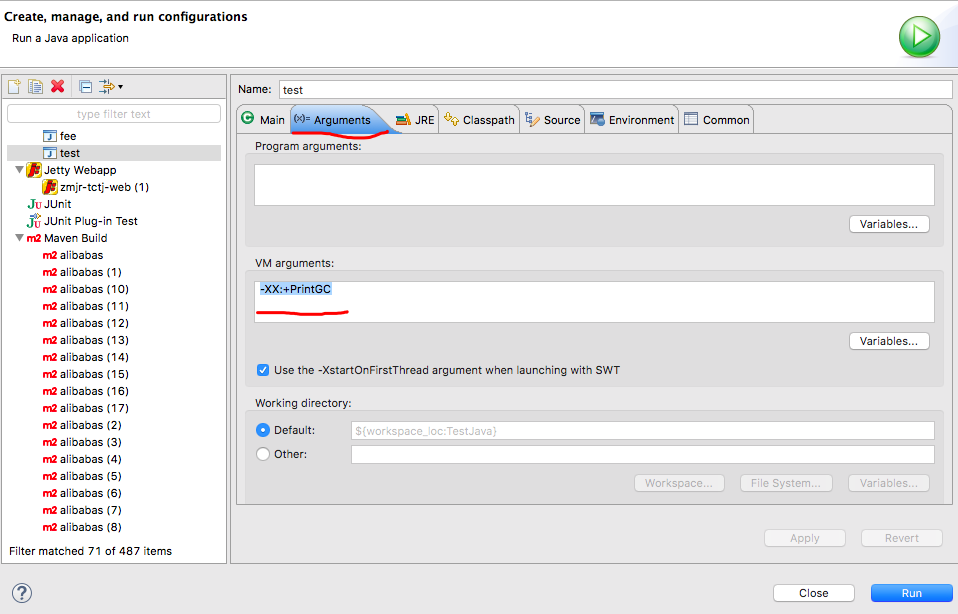 Create, manage, and run configurations
Run a Java application
type filter text
fee
test
Jetty Webapp
zmjr-tctj-web (1)
JUnit
JUnit Plug-in Test
Maven Build
alibabas
alibabas (1)
alibabas (10)
alibabas (11)
alibabas (12)
alibabas (13)
alibabas (14)
alibabas (15)
alibabas (16)
alibabas (17)
alibabas (2)
alibabas (3)
alibabas (4)
alibabas (5)
alibabas (6)
alibabas (7)
alibabas (8)
Filter matched 71 of 487 items
Name: test
Main (x)= Arguments JRE Classpath Source Environment Common
Program arguments:
Variables...
VM arguments:
-XX:+PrintGC
Variables...
Use the -XstartOnFirstThread argument when launching with SWT
Working directory:
Default: ${workspace_loc:TestJava}
Other:
Workspace... File System... Variables...
Apply Revert
? Close Run